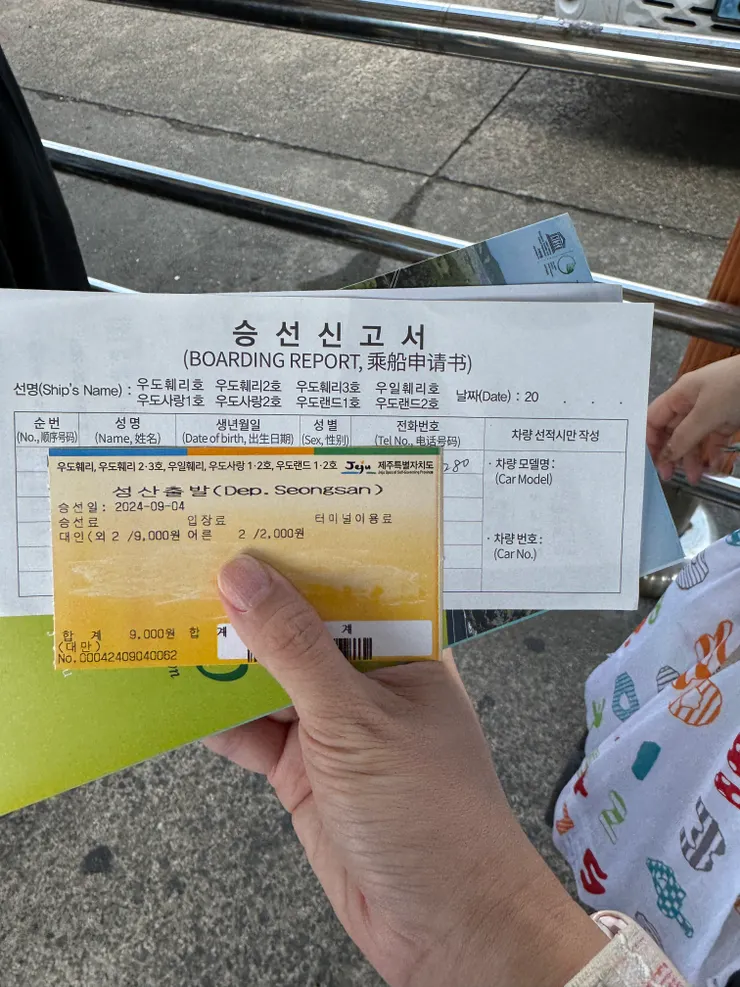 승선신고서
(BOARDING REPORT, 乘船申请书)
선명(Ship's Name) : 우도훼리호 우도훼리2호 우도훼리3호 우일훼리호 날짜(Date) : 20 . . .
우도사랑1호 우도사랑2호 우도랜드1호 우도랜드2호
순 번 성 명 생년월일 성 별 전화번호 차량 선적시만 작성
(No., 顺序号码) (Name, 姓名) (Date of birth, 出生日期) (Sex, 性别) (Tel No., 电话号码)
280
· 차량 모델명 :
(Car Model)
· 차량 번호 :
(Car No.)
우도훼리, 우도훼리 2·3호, 우일훼리, 우도사랑 1·2호, 우도랜드 1·2호 Jeju 제주특별자치도
성산출발(Dep. Seongsan)
승선일: 2024-09-04
승선료 입장료 터미널이용료
대인(외 2 /9,000원 어른 2 /2,000원
합 계 9,000원 합 계 계
(대만)
No.00042409040062